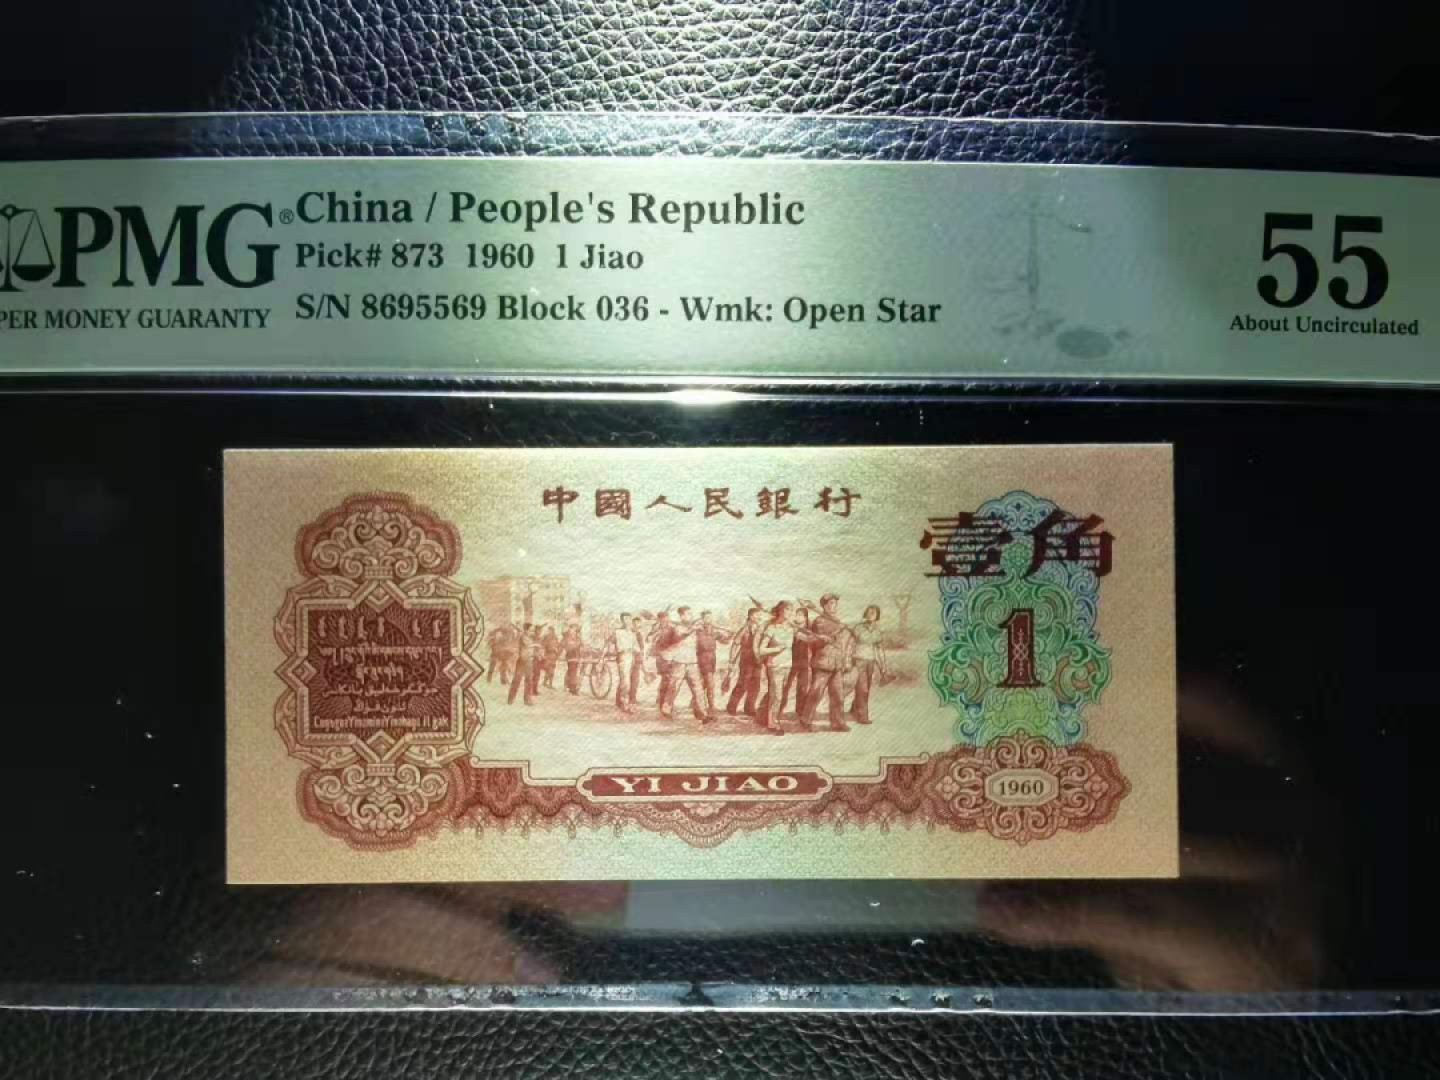 PMG®
PER MONEY GUARANTY
China / People's Republic
Pick# 873 1960 1 Jiao
S/N 8695569 Block 036 - Wmk: Open Star
55
About Uncirculated
中國人民銀行
壹角
1
YI JIAO
1960